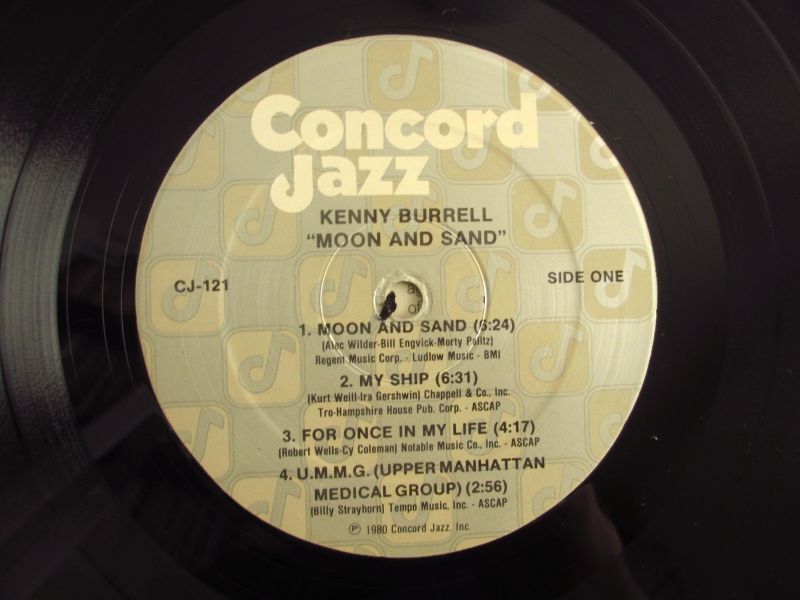 Concord
Jazz
KENNY BURRELL
"MOON AND SAND"
CJ-121
SIDE ONE
1. MOON AND SAND (6:24)
(Alec Wilder-Bill Engvick-Morty Palitz)
Regent Music Corp. - Ludlow Music - BMI
2. MY SHIP (6:31)
(Kurt Weill-Ira Gershwin) Chappell & Co., Inc.
Tro-Hampshire House Pub. Corp. - ASCAP
3. FOR ONCE IN MY LIFE (4:17)
(Robert Wells-Cy Coleman) Notable Music Co., Inc. - ASCAP
4. U.M.M.G. (UPPER MANHATTAN
MEDICAL GROUP) (2:56)
(Billy Strayhorn) Tempo Music, Inc. - ASCAP
℗ 1980 Concord Jazz, Inc.